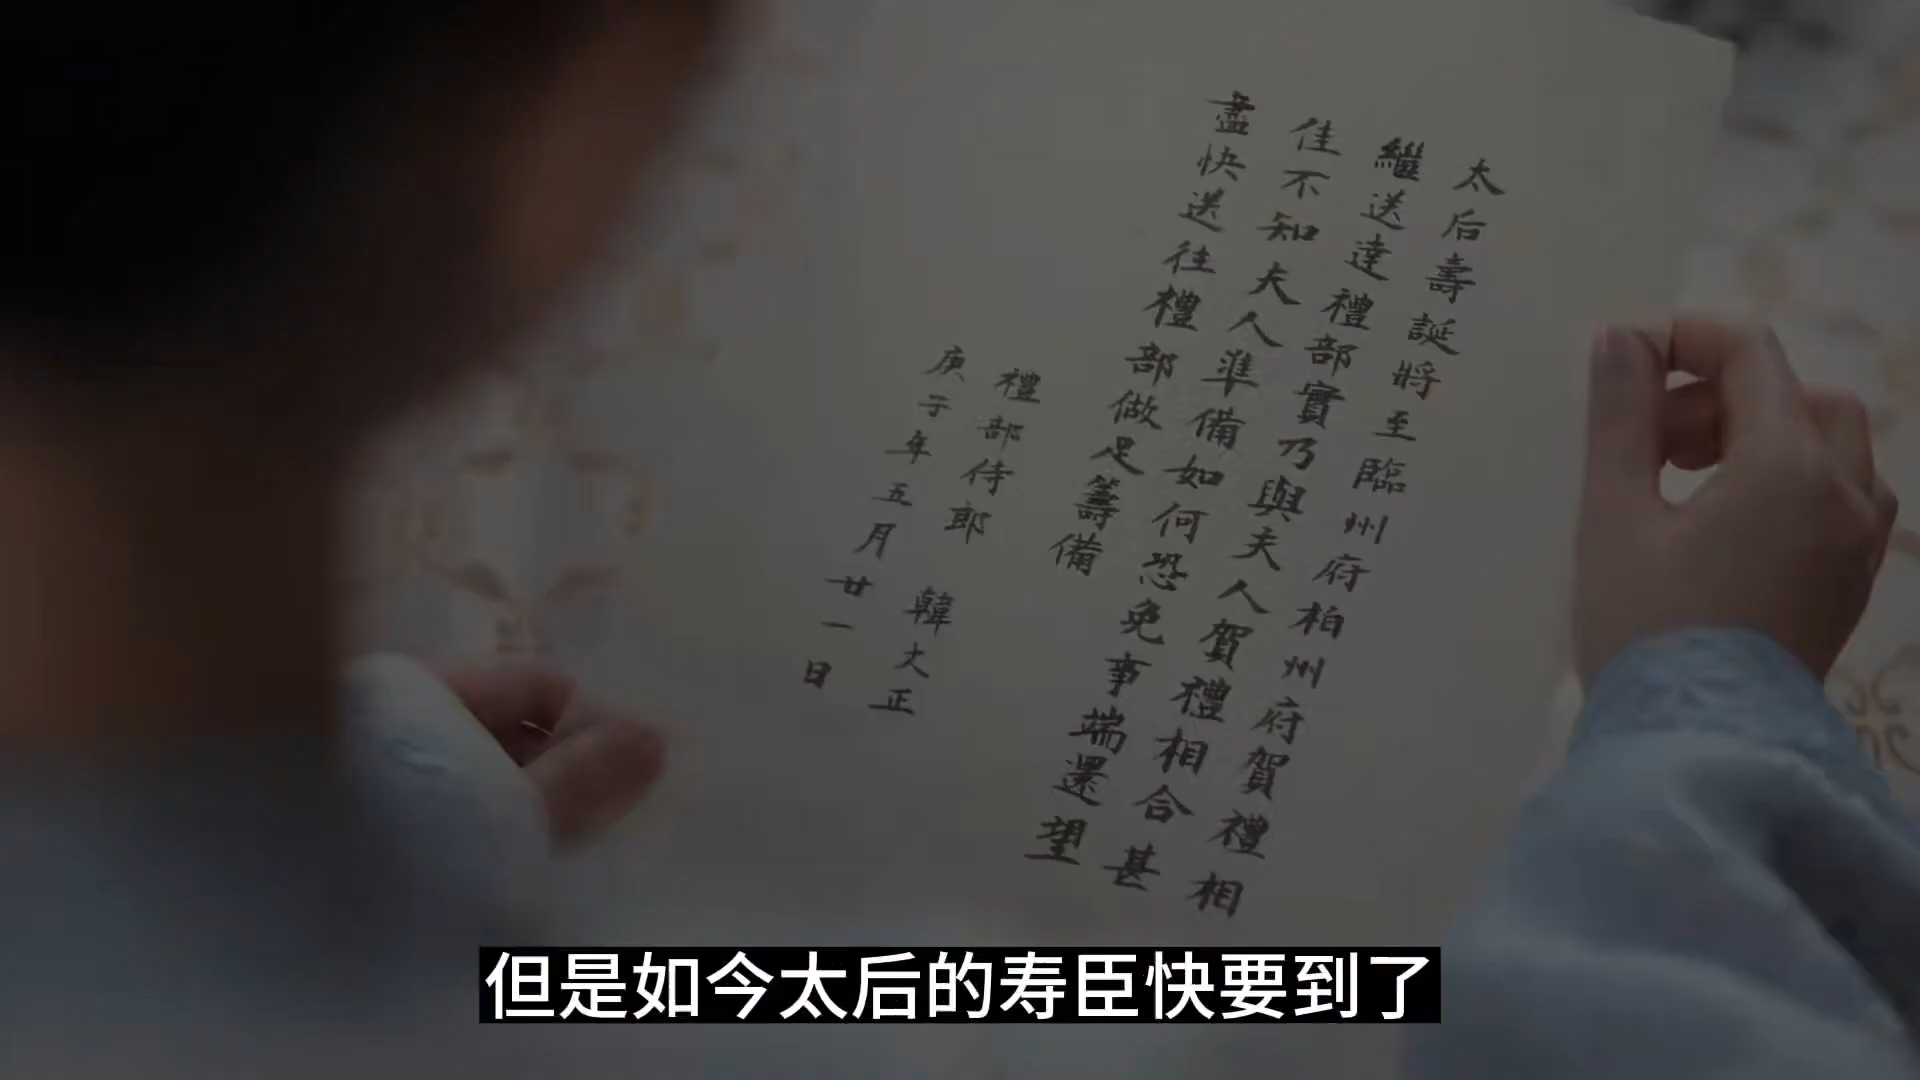 太后壽誕將至臨州府柏州府賀禮相
繼送達禮部實乃與夫人賀禮相合甚
佳不知夫人準備如何恐免事端還望
盡快送往禮部做足籌備
禮部侍郎 韓大正
庚子年五月廿一日
但是如今太后的寿臣快要到了